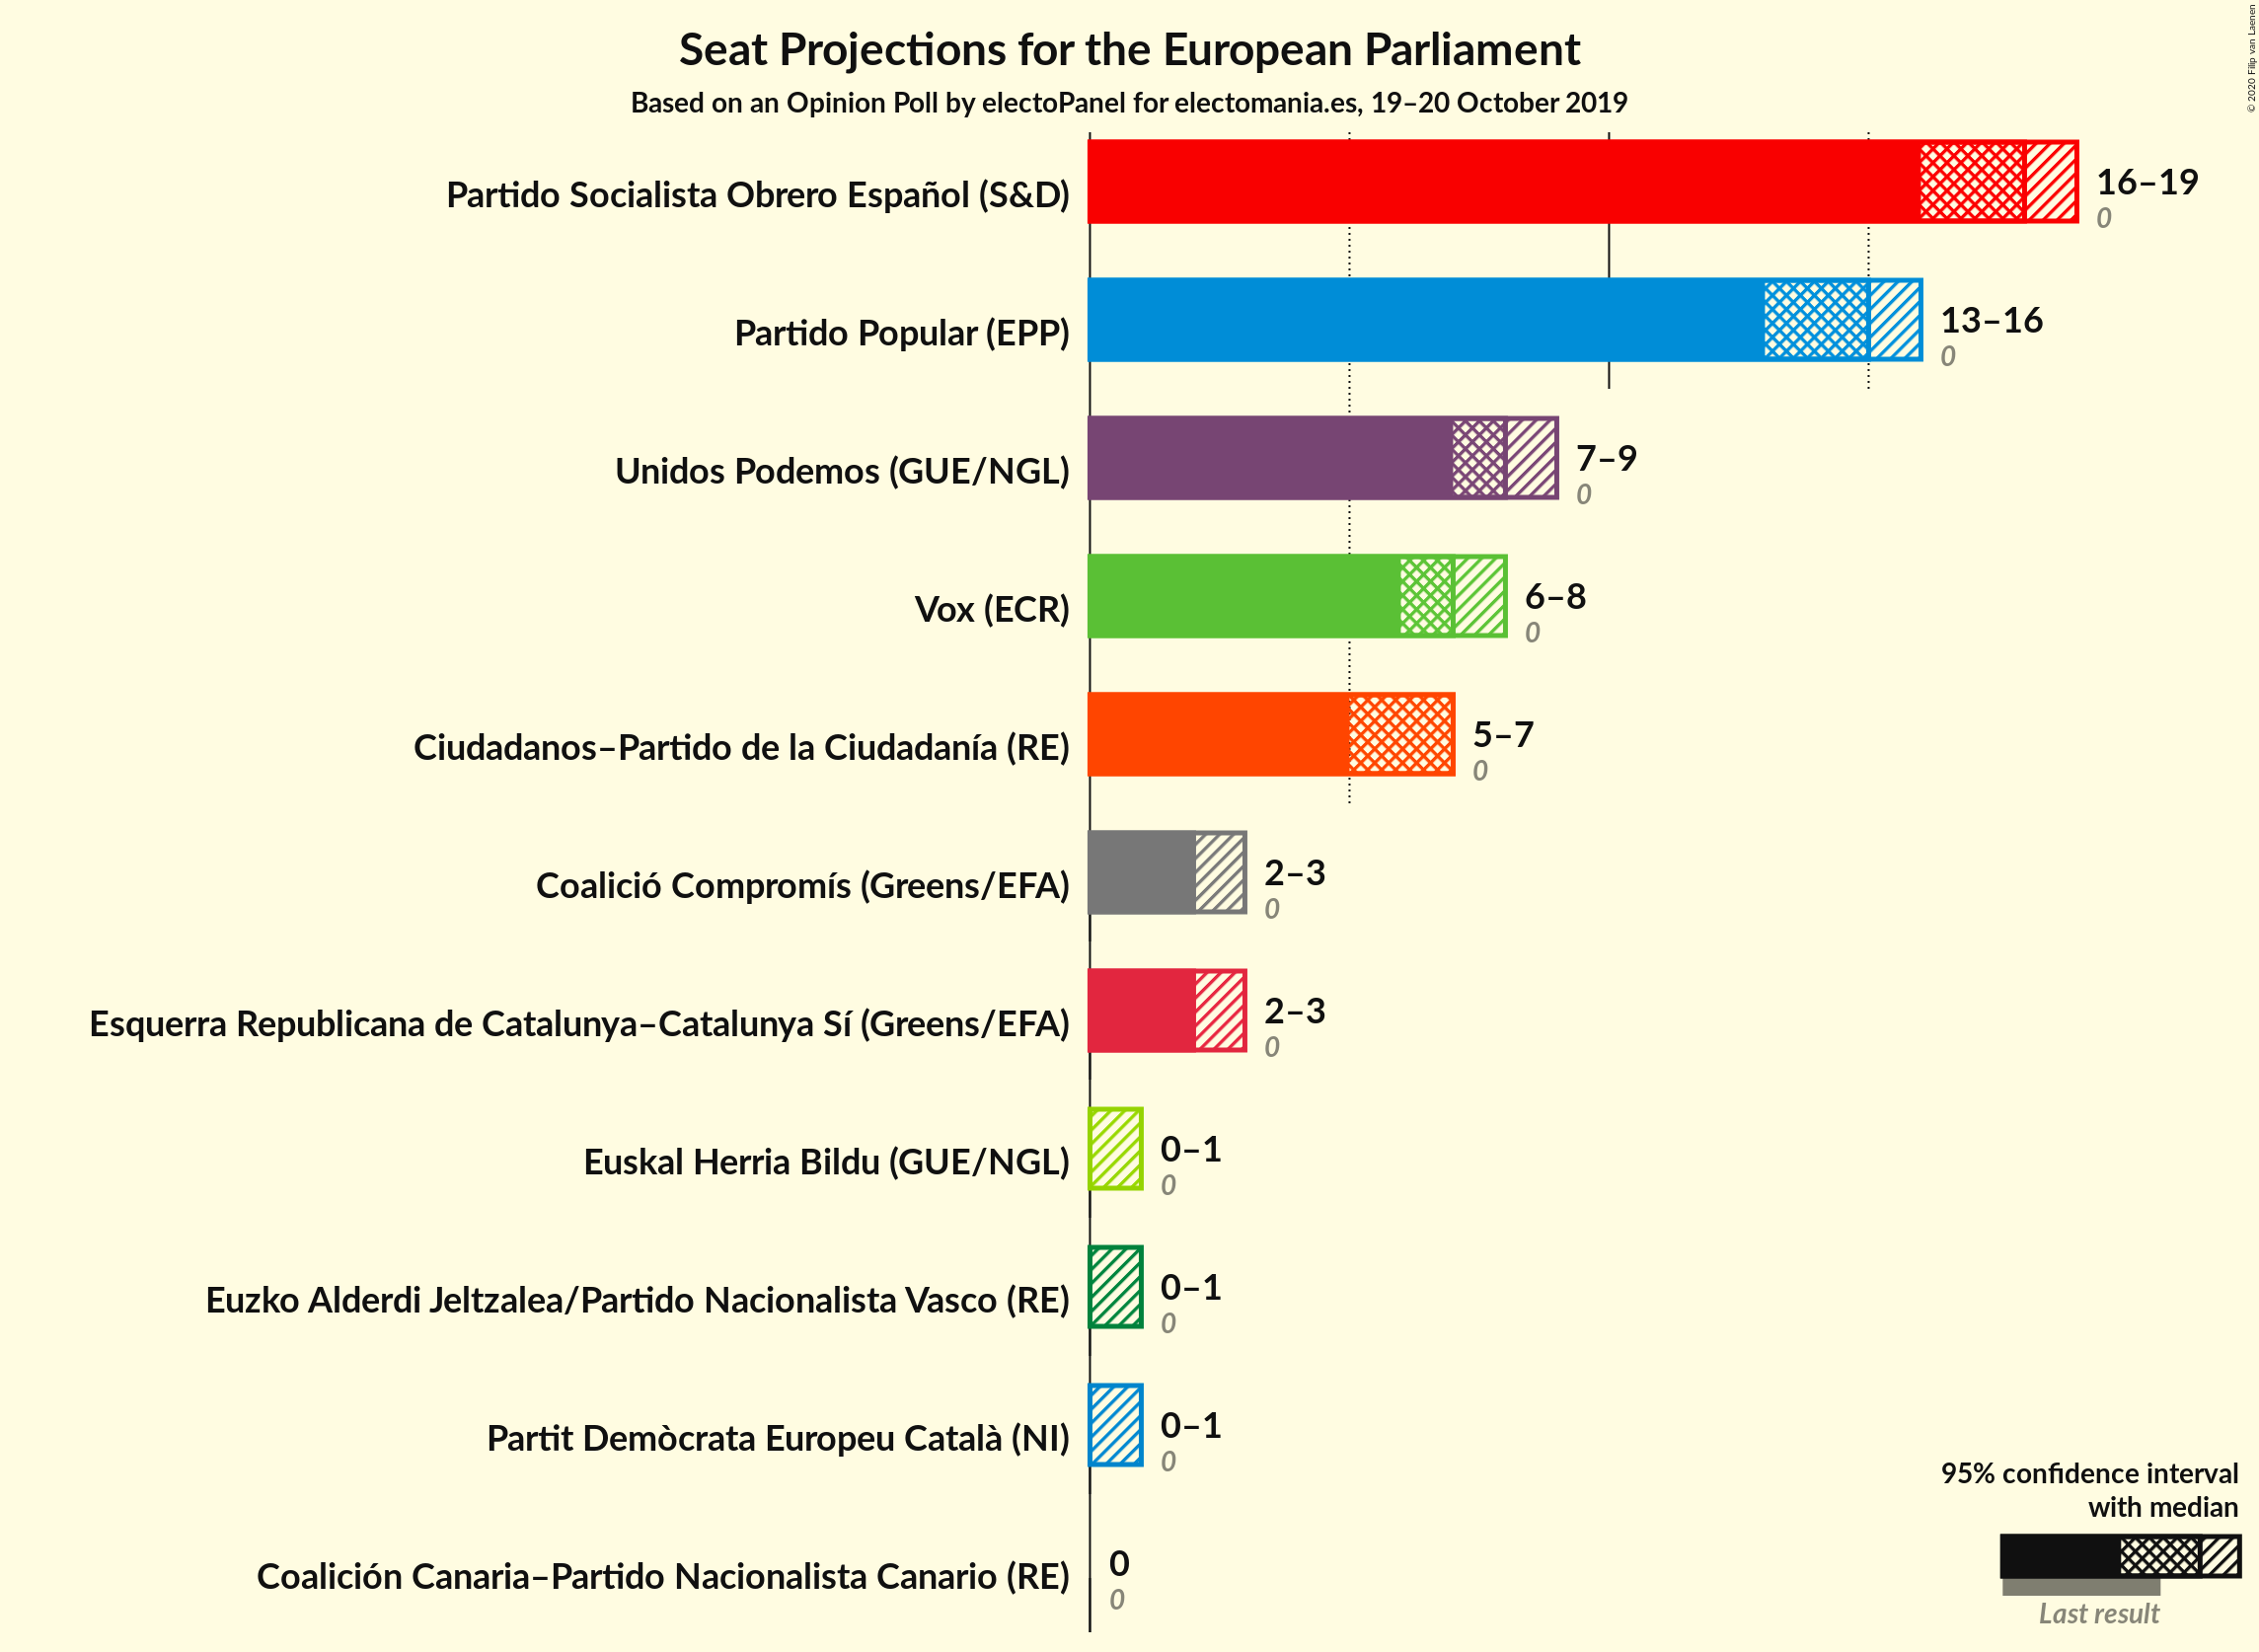 Seat Projections for the European Parliament
Based on an Opinion Poll by electoPanel for electomania.es, 19–20 October 2019
© 2020 Filip van Laenen
Partido Socialista Obrero Español (S&D)
16–19
0
Partido Popular (EPP)
13–16
0
Unidos Podemos (GUE/NGL)
7–9
0
Vox (ECR)
6–8
0
Ciudadanos–Partido de la Ciudadanía (RE)
5–7
0
Coalició Compromís (Greens/EFA)
2–3
0
Esquerra Republicana de Catalunya–Catalunya Sí (Greens/EFA)
2–3
0
Euskal Herria Bildu (GUE/NGL)
0–1
0
Euzko Alderdi Jeltzalea/Partido Nacionalista Vasco (RE)
0–1
0
Partit Demòcrata Europeu Català (NI)
0–1
0
Coalición Canaria–Partido Nacionalista Canario (RE)
0
0
95% confidence interval
with median
Last result